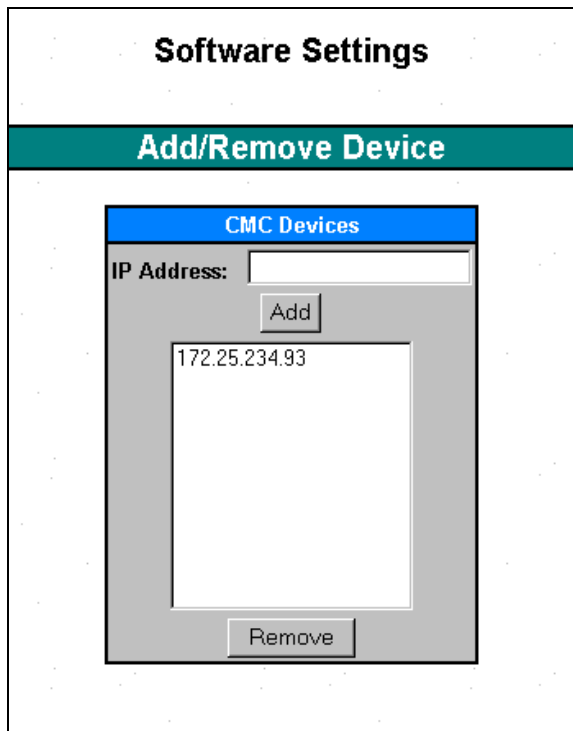 Software Settings
Add/Remove Device
CMC Devices
IP Address:
Add
172.25.234.93
Remove